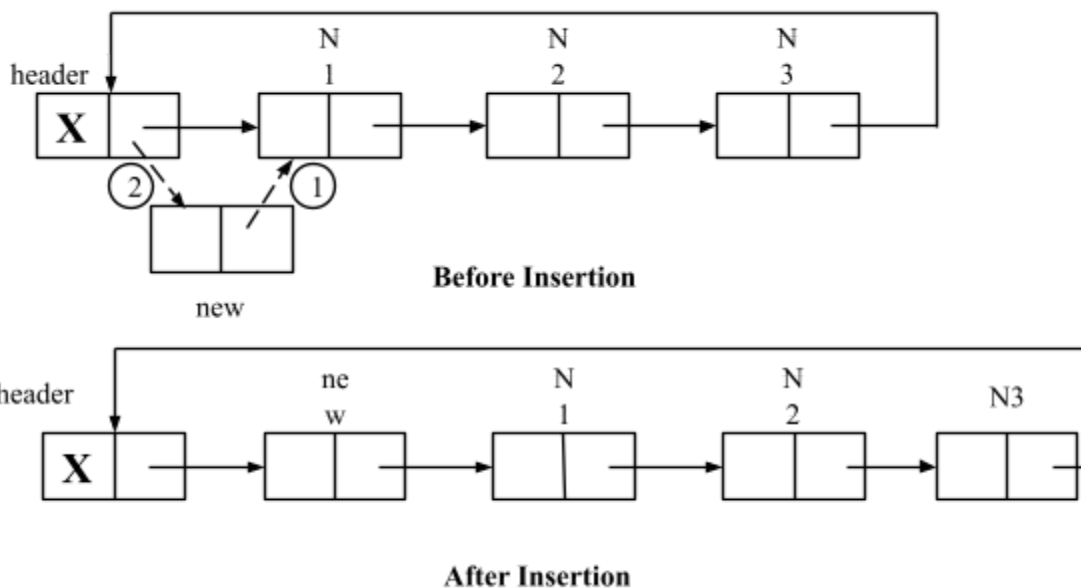 N N N
header 1 2 3
X
2 1
Before Insertion
new
header
ne N N N3
w 1 2
X
After Insertion